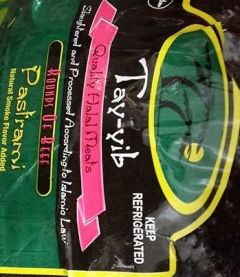 KEEP
REFRIGERATED
Tay-yib
Quality Halal Meats
Slaughtered and Processed According to Islamic Law
ROUNDS OF BEEF
Pastrami
Natural Smoke Flavor Added